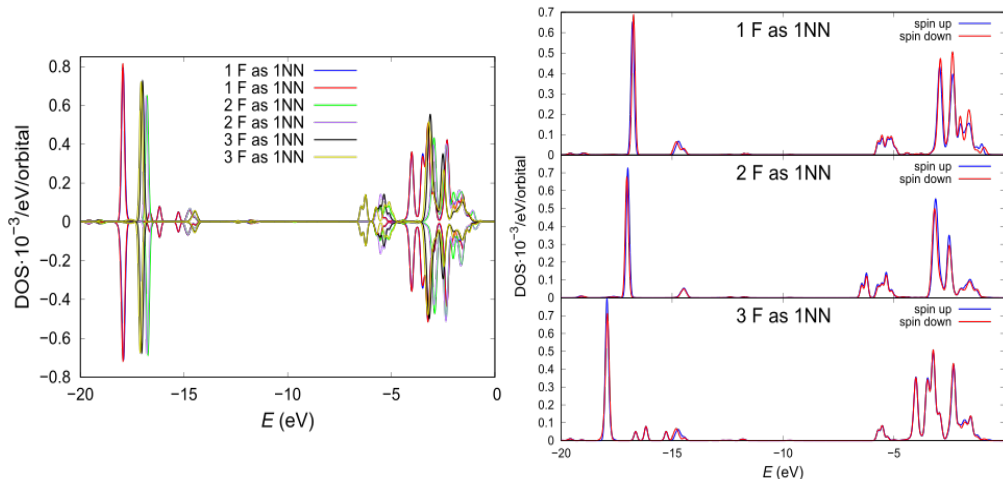 0.8
0.6
0.4
0.2
0
−0.2
−0.4
−0.6
−0.8
DOS·10⁻³/eV/orbital
1 F as 1NN
1 F as 1NN
2 F as 1NN
2 F as 1NN
3 F as 1NN
3 F as 1NN
−20
−15
−10
−5
0
E (eV)
0.7
0.6
0.5
0.4
0.3
0.2
0.1
0
1 F as 1NN
spin up
spin down
0.7
0.6
0.5
0.4
0.3
0.2
0.1
0
2 F as 1NN
spin up
spin down
0.7
0.6
0.5
0.4
0.3
0.2
0.1
0
3 F as 1NN
spin up
spin down
DOS·10⁻³/eV/orbital
−20
−15
−10
−5
E (eV)